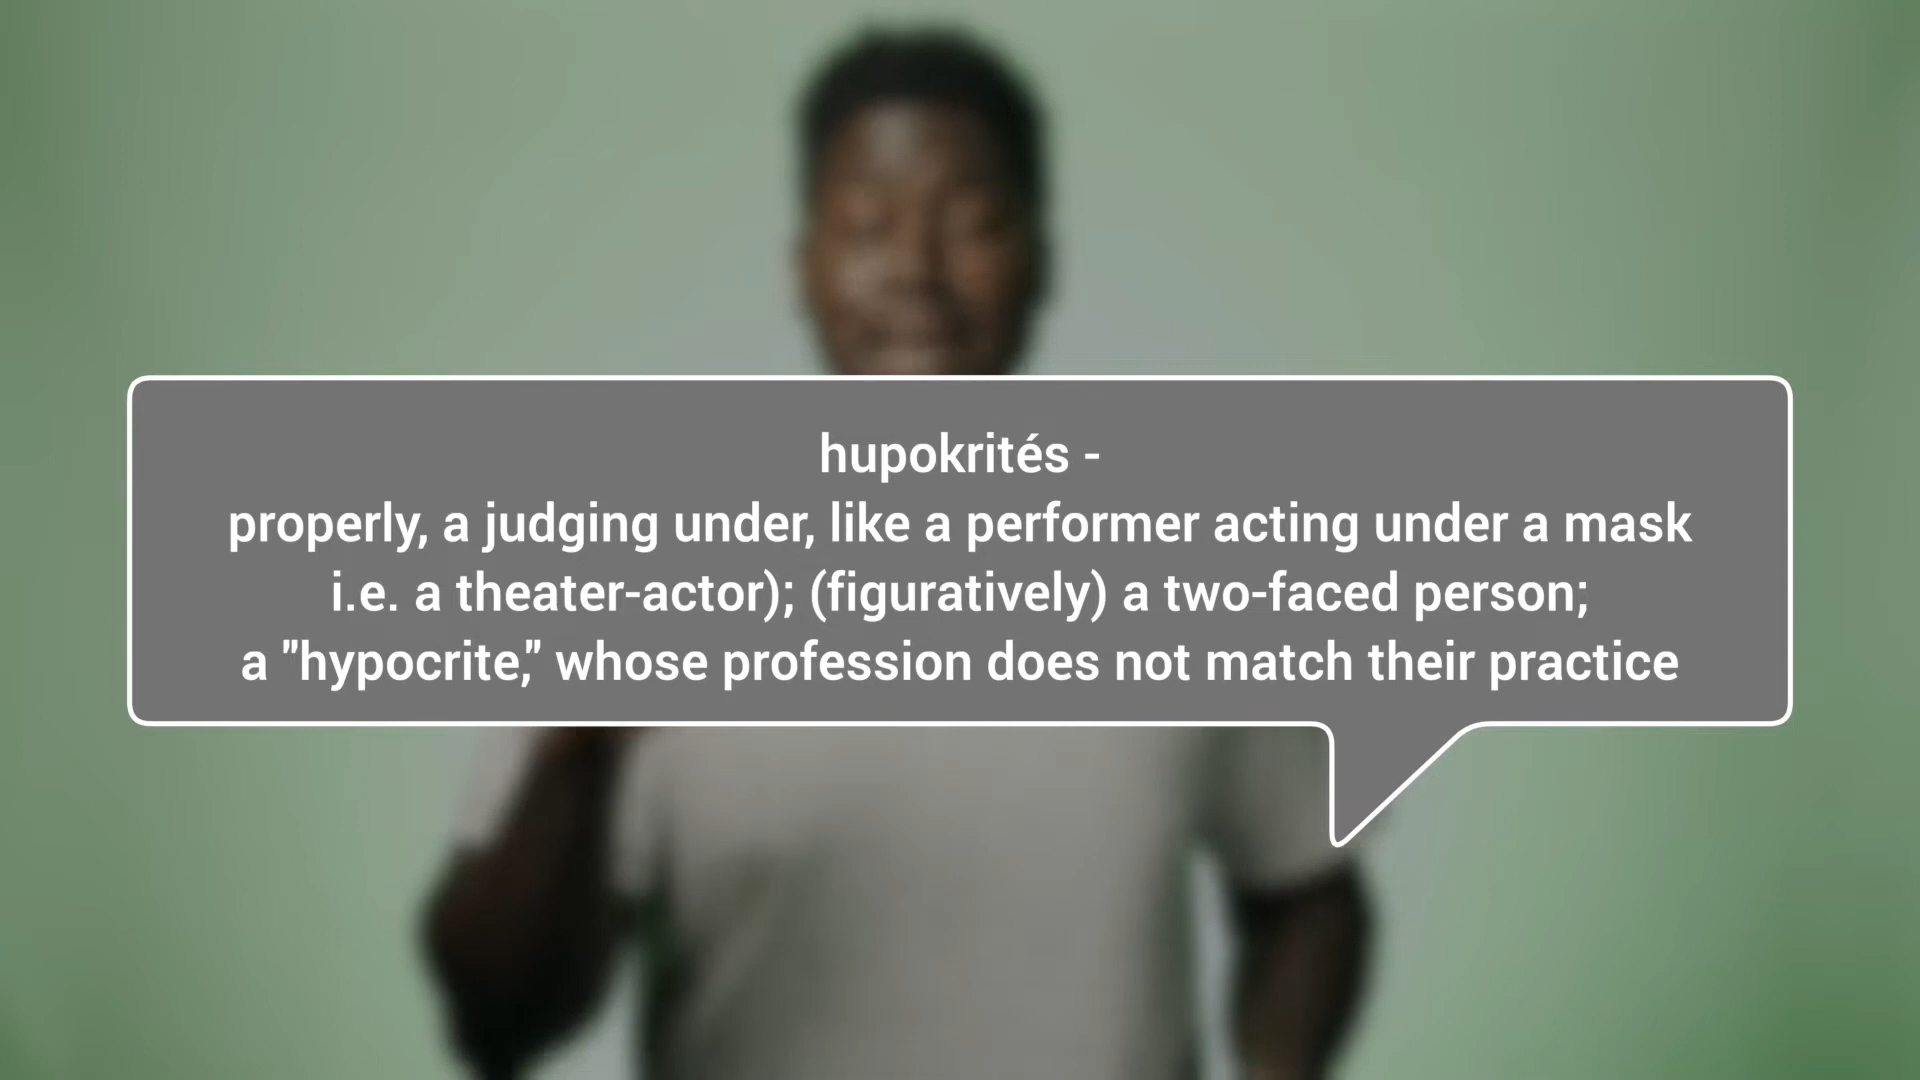 hupokrités -
properly, a judging under, like a performer acting under a mask
i.e. a theater-actor); (figuratively) a two-faced person;
a "hypocrite," whose profession does not match their practice